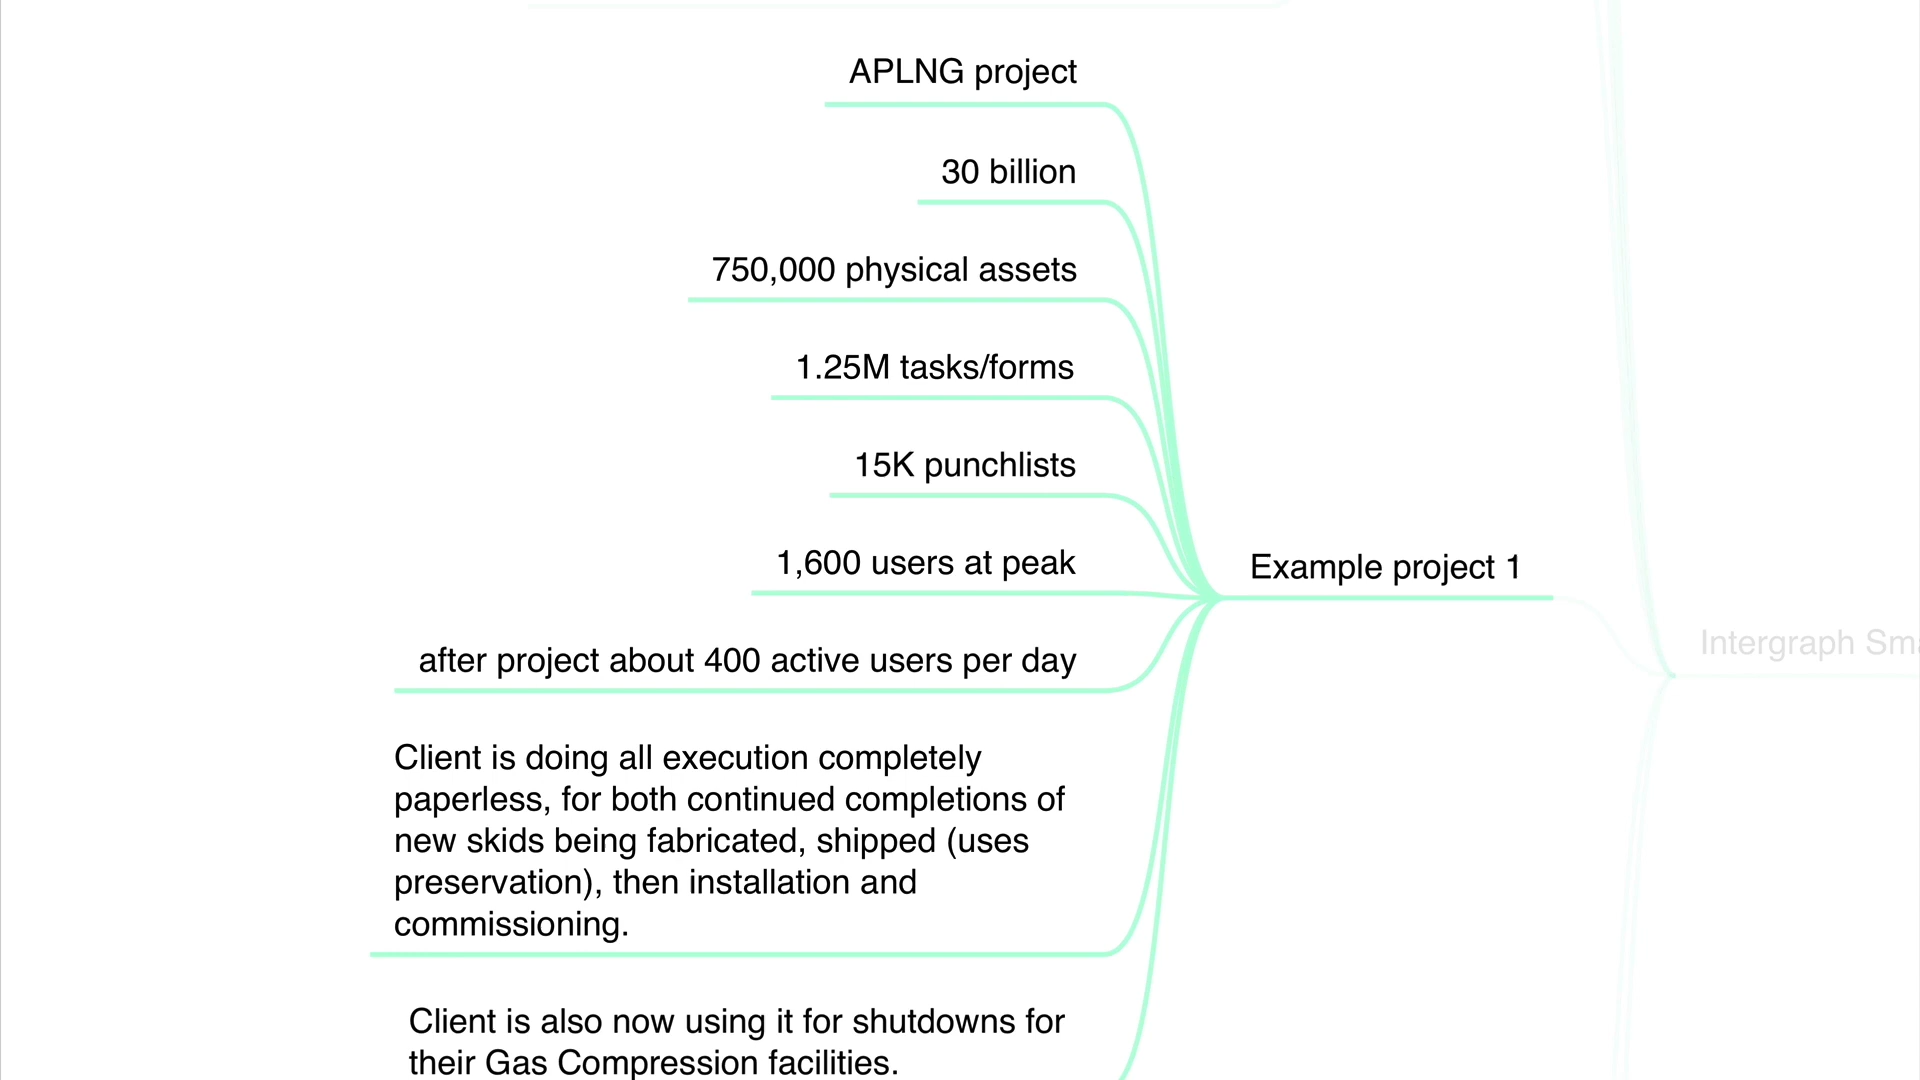 APLNG project
30 billion
750,000 physical assets
1.25M tasks/forms
15K punchlists
1,600 users at peak
Example project 1
after project about 400 active users per day
Intergraph
Client is doing all execution completely
paperless, for both continued completions of
new skids being fabricated, shipped (uses
preservation), then installation and
commissioning.
Client is also now using it for shutdowns for
their Gas Compression facilities.